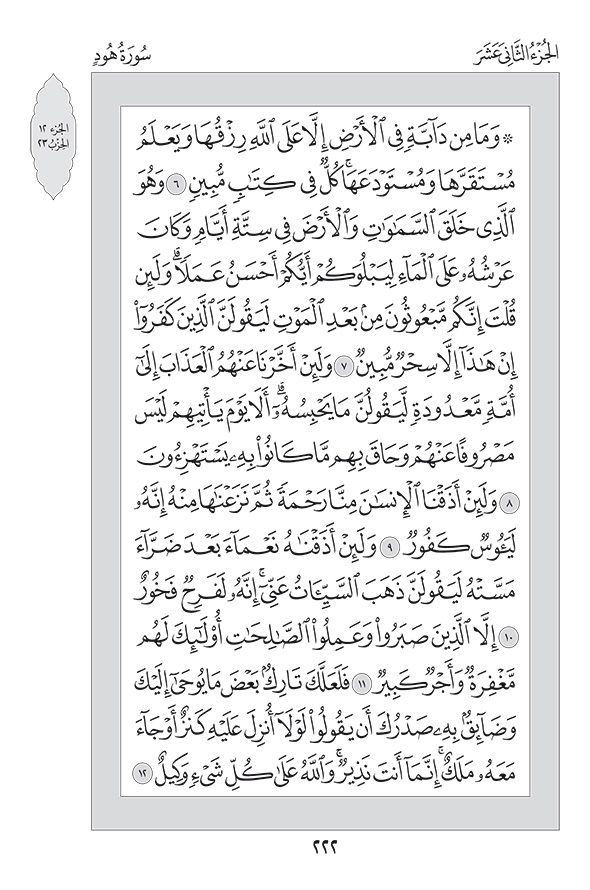 الجُزْءُ الثَّانِي عَشَرَ
سُورَةُ هُودٍ
الجُزء ١٢
الحِزْبُ ٢٣
۞ وَمَا مِن دَآبَّةٖ فِي ٱلۡأَرۡضِ إِلَّا عَلَى ٱللَّهِ رِزۡقُهَا وَيَعۡلَمُ
مُسۡتَقَرَّهَا وَمُسۡتَوۡدَعَهَاۚ كُلّٞ فِي كِتَٰبٖ مُّبِينٖ ٦ وَهُوَ
ٱلَّذِي خَلَقَ ٱلسَّمَٰوَٰتِ وَٱلۡأَرۡضَ فِي سِتَّةِ أَيَّامٖ وَكَانَ
عَرۡشُهُۥ عَلَى ٱلۡمَآءِ لِيَبۡلُوَكُمۡ أَيُّكُمۡ أَحۡسَنُ عَمَلٗاۗ وَلَئِن
قُلۡتَ إِنَّكُم مَّبۡعُوثُونَ مِنۢ بَعۡدِ ٱلۡمَوۡتِ لَيَقُولَنَّ ٱلَّذِينَ كَفَرُوٓاْ
إِنۡ هَٰذَآ إِلَّا سِحۡرٞ مُّبِينٞ ٧ وَلَئِنۡ أَخَّرۡنَا عَنۡهُمُ ٱلۡعَذَابَ إِلَىٰٓ
أُمَّةٖ مَّعۡدُودَةٖ لَّيَقُولُنَّ مَا يَحۡبِسُهُۥٓۗ أَلَا يَوۡمَ يَأۡتِيهِمۡ لَيۡسَ
مَصۡرُوفًا عَنۡهُمۡ وَحَاقَ بِهِم مَّا كَانُواْ بِهِۦ يَسۡتَهۡزِءُونَ
٨ وَلَئِنۡ أَذَقۡنَا ٱلۡإِنسَٰنَ مِنَّا رَحۡمَةٗ ثُمَّ نَزَعۡنَٰهَا مِنۡهُ إِنَّهُۥ
لَيَـُٔوسٞ كَفُورٞ ٩ وَلَئِنۡ أَذَقۡنَٰهُ نَعۡمَآءَ بَعۡدَ ضَرَّآءَ
مَسَّتۡهُ لَيَقُولَنَّ ذَهَبَ ٱلسَّيِّـَٔاتُ عَنِّيٓۚ إِنَّهُۥ لَفَرِحٞ فَخُورٌ
١٠ إِلَّا ٱلَّذِينَ صَبَرُواْ وَعَمِلُواْ ٱلصَّٰلِحَٰتِ أُوْلَٰٓئِكَ لَهُم
مَّغۡفِرَةٞ وَأَجۡرٞ كَبِيرٞ ١١ فَلَعَلَّكَ تَارِكُۢ بَعۡضَ مَا يُوحَىٰٓ إِلَيۡكَ
وَضَآئِقُۢ بِهِۦ صَدۡرُكَ أَن يَقُولُواْ لَوۡلَآ أُنزِلَ عَلَيۡهِ كَنزٌ أَوۡ جَآءَ
مَعَهُۥ مَلَكٌۚ إِنَّمَآ أَنتَ نَذِيرٞۚ وَٱللَّهُ عَلَىٰ كُلِّ شَيۡءٖ وَكِيلٌ ١٢
٢٢٢